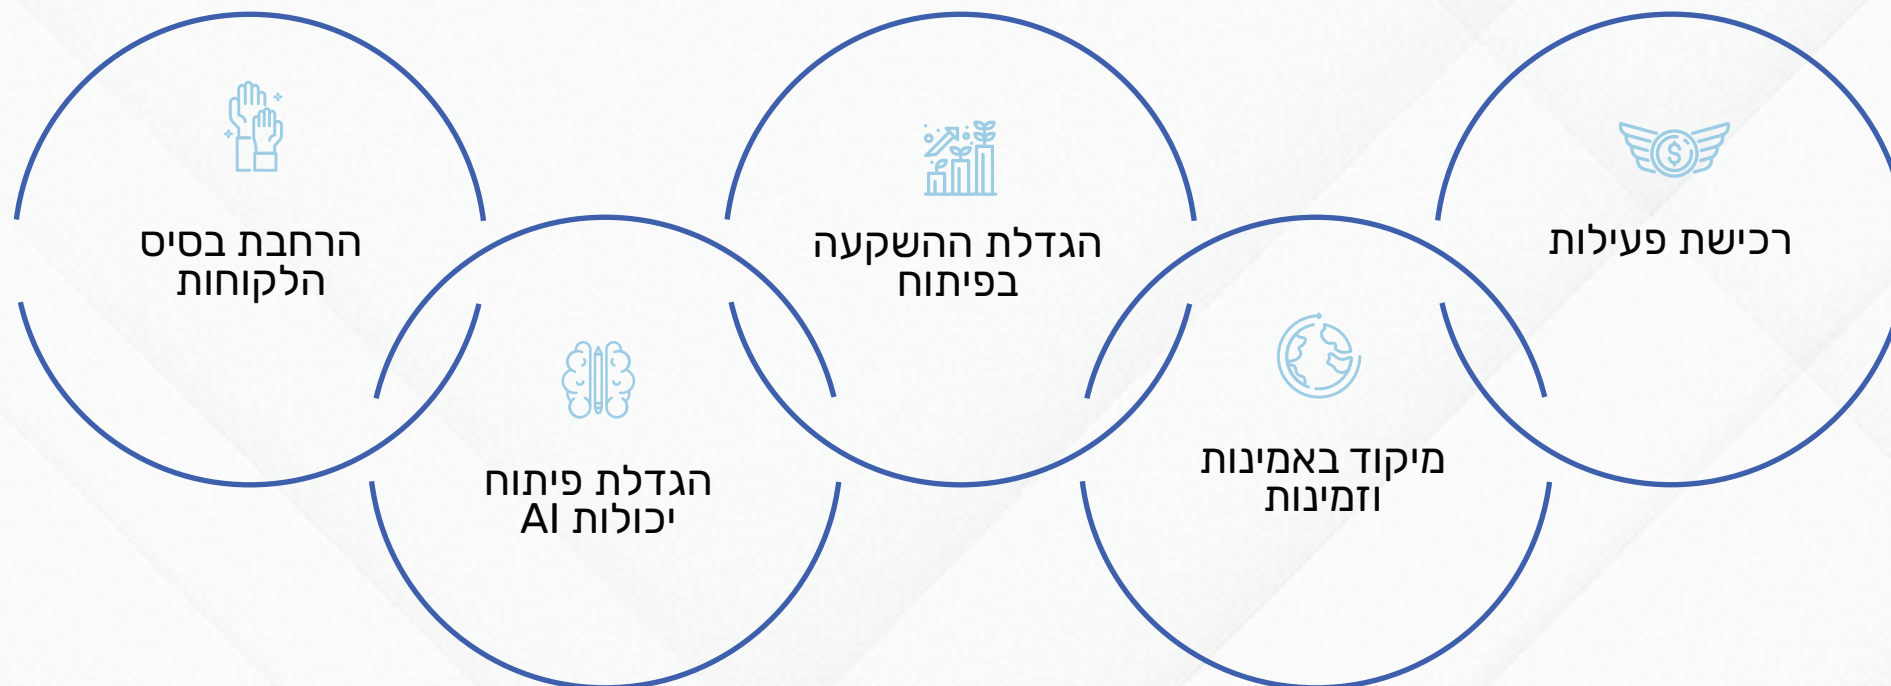 רכישת פעילות
מיקוד באמינות
וזמינות
הגדלת ההשקעה
בפיתוח
הגדלת פיתוח
יכולות AI
הרחבת בסיס
הלקוחות